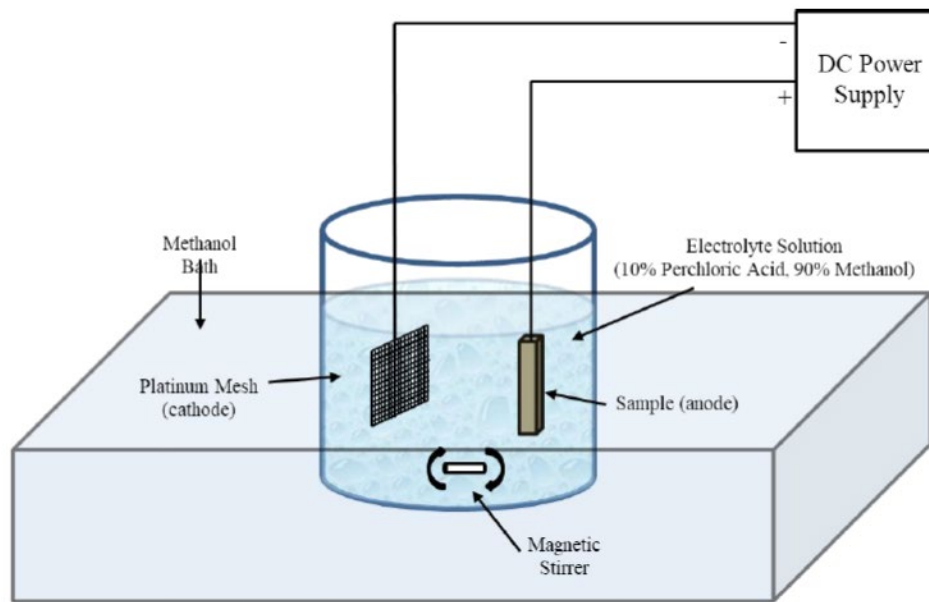 -
DC Power
Supply
+
Methanol
Bath
Electrolyte Solution
(10% Perchloric Acid, 90% Methanol)
Platinum Mesh
(cathode)
Sample (anode)
Magnetic
Stirrer